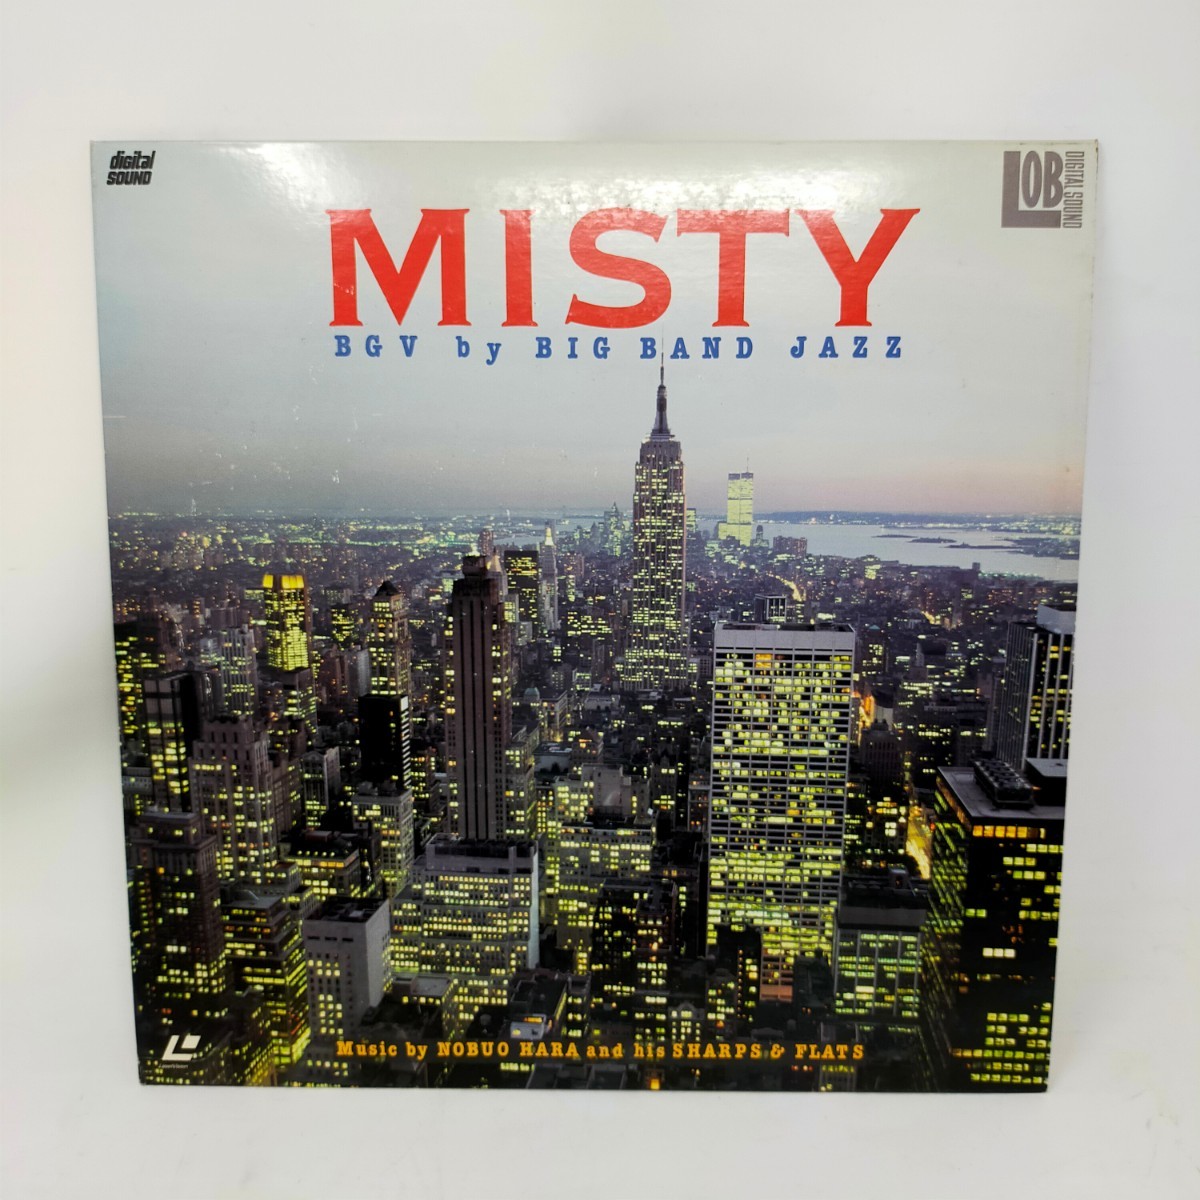 digital
SOUND
LOB
DIGITAL SOUND
MISTY
BGV by BIG BAND JAZZ
Music by NOBUO HARA and his SHARPS & FLATS